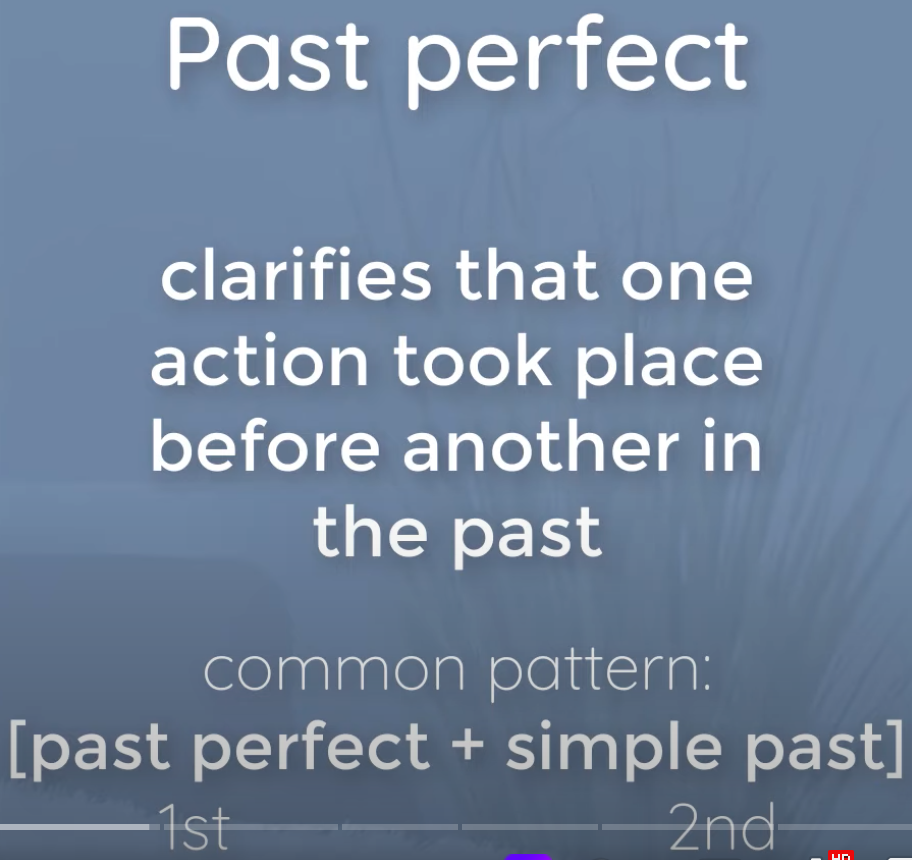 Past perfect
clarifies that one
action took place
before another in
the past
common pattern:
[past perfect + simple past]
1st 2nd
HD